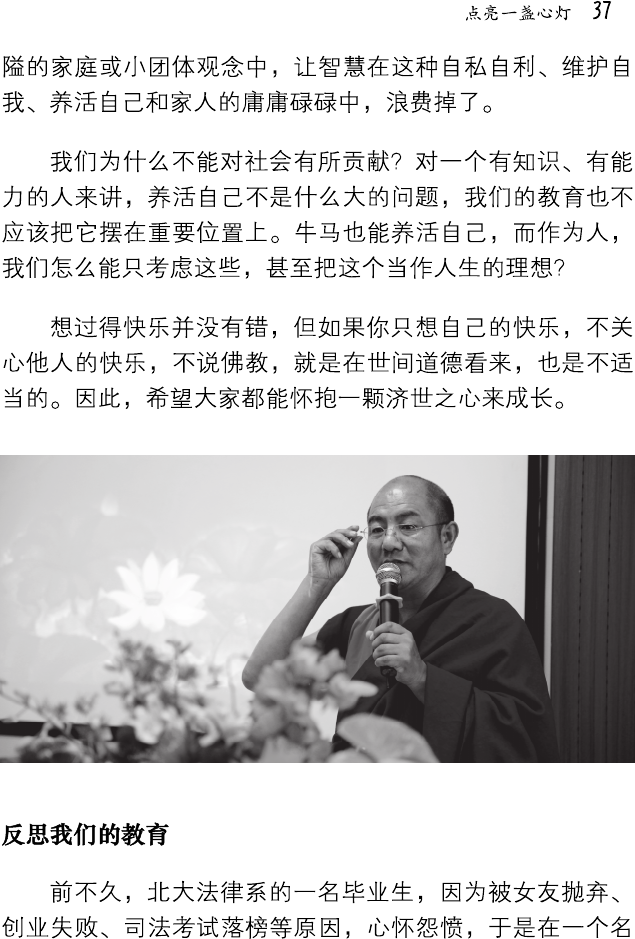 点亮一盏心灯 37
隘的家庭或小团体观念中，让智慧在这种自私自利、维护自
我、养活自己和家人的庸庸碌碌中，浪费掉了。
我们为什么不能对社会有所贡献？对一个有知识、有能
力的人来讲，养活自己不是什么大的问题，我们的教育也不
应该把它摆在重要位置上。牛马也能养活自己，而作为人，
我们怎么能只考虑这些，甚至把这个当作人生的理想？
想过得快乐并没有错，但如果你只想自己的快乐，不关
心他人的快乐，不说佛教，就是在世间道德看来，也是不适
当的。因此，希望大家都能怀抱一颗济世之心来成长。
反思我们的教育
前不久，北大法律系的一名毕业生，因为被女友抛弃、
创业失败、司法考试落榜等原因，心怀怨愤，于是在一个名